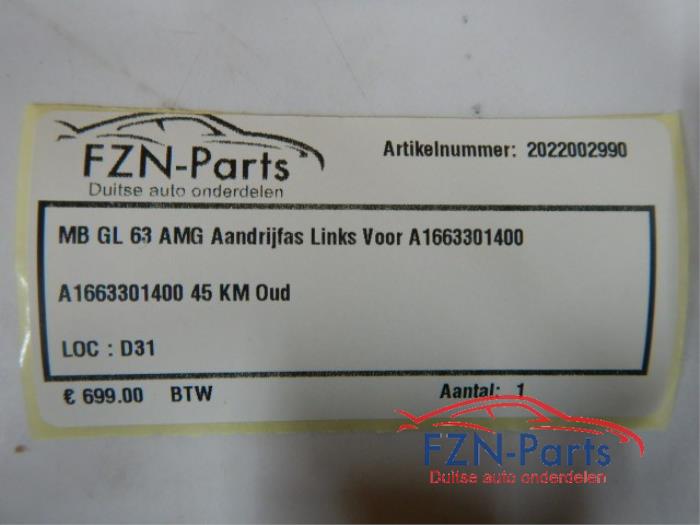 FZN-Parts
Duitse auto onderdelen
Artikelnummer: 2022002990
MB GL 63 AMG Aandrijfas Links Voor A1663301400
A1663301400 45 KM Oud
LOC : D31
€ 699.00 BTW
Aantal: 1
FZN-Parts
Duitse auto onderdelen